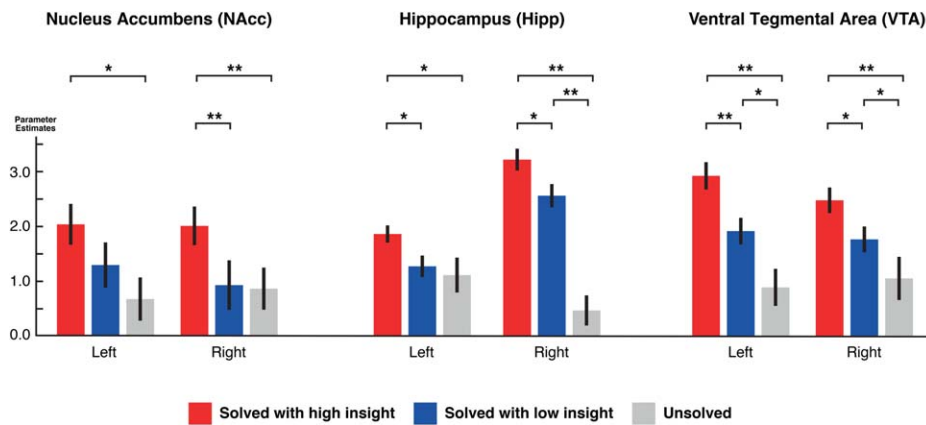 Nucleus Accumbens (NAcc) Hippocampus (Hipp) Ventral Tegmental Area (VTA)
* ** * ** ** **
** * *
** * * ** * *
Parameter
Estimates
3.0
2.0
1.0
0.0
Left Right Left Right Left Right
Solved with high insight Solved with low insight Unsolved